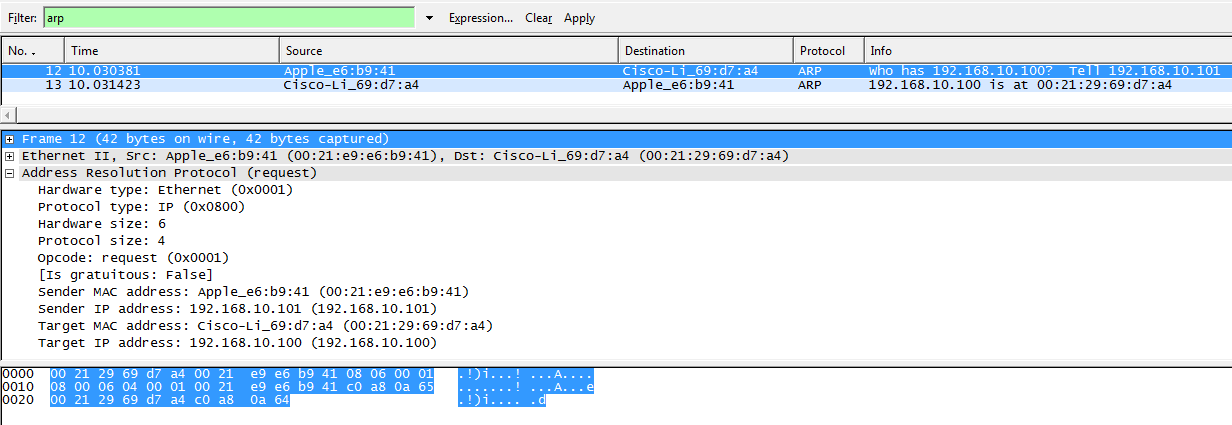 Filter: arp Expression... Clear Apply
No. . Time Source Destination Protocol Info
12 10.030381 Apple_e6:b9:41 Cisco-Li_69:d7:a4 ARP Who has 192.168.10.100?  Tell 192.168.10.101
13 10.031423 Cisco-Li_69:d7:a4 Apple_e6:b9:41 ARP 192.168.10.100 is at 00:21:29:69:d7:a4
Frame 12 (42 bytes on wire, 42 bytes captured)
Ethernet II, Src: Apple_e6:b9:41 (00:21:e9:e6:b9:41), Dst: Cisco-Li_69:d7:a4 (00:21:29:69:d7:a4)
Address Resolution Protocol (request)
Hardware type: Ethernet (0x0001)
Protocol type: IP (0x0800)
Hardware size: 6
Protocol size: 4
Opcode: request (0x0001)
[Is gratuitous: False]
Sender MAC address: Apple_e6:b9:41 (00:21:e9:e6:b9:41)
Sender IP address: 192.168.10.101 (192.168.10.101)
Target MAC address: Cisco-Li_69:d7:a4 (00:21:29:69:d7:a4)
Target IP address: 192.168.10.100 (192.168.10.100)
0000 00 21 29 69 d7 a4 00 21 e9 e6 b9 41 08 06 00 01 .!)i...! ...A....
0010 08 00 06 04 00 01 00 21 e9 e6 b9 41 c0 a8 0a 65 .......! ...A...e
0020 00 21 29 69 d7 a4 c0 a8 0a 64 .!)i.... .d